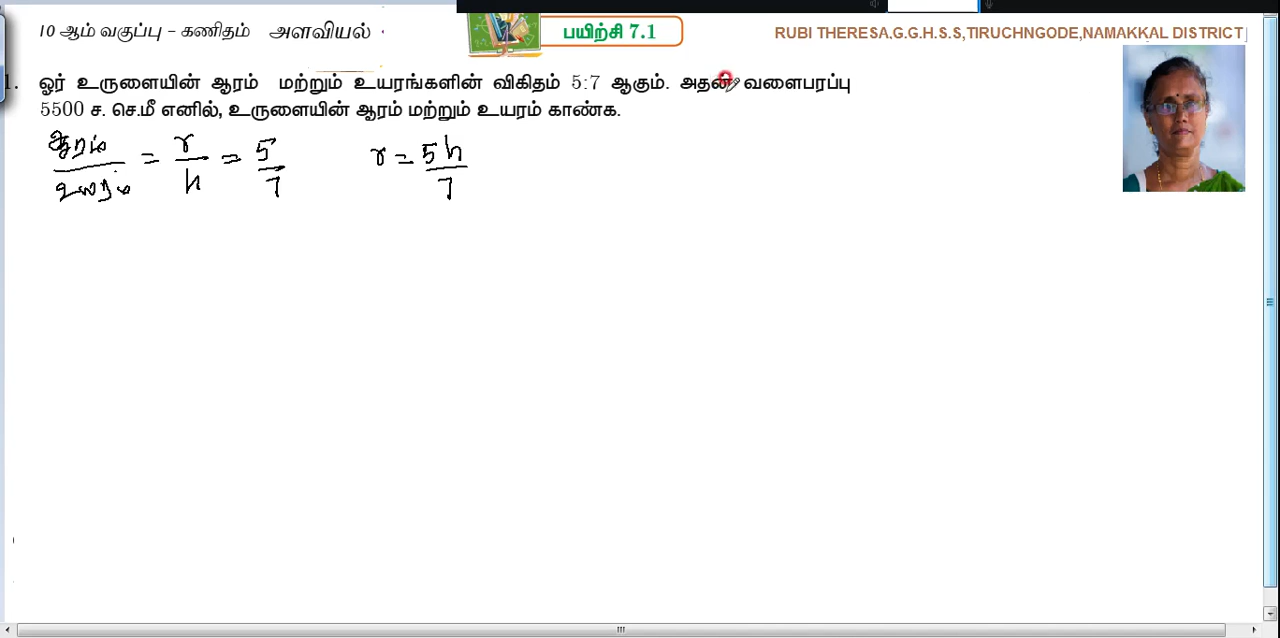 10 ஆம் வகுப்பு – கணிதம் அளவியல்
பயிற்சி 7.1
RUBI THERESA,G.G.H.S.S,TIRUCHNGODE,NAMAKKAL DISTRICT
1. ஓர் உருளையின் ஆரம் மற்றும் உயரங்களின் விகிதம் 5:7 ஆகும். அதன் வளைபரப்பு
5500 ச. செ.மீ எனில், உருளையின் ஆரம் மற்றும் உயரம் காண்க.
ஆரம்/உயரம் = r/h = 5/7 r = 5h/7